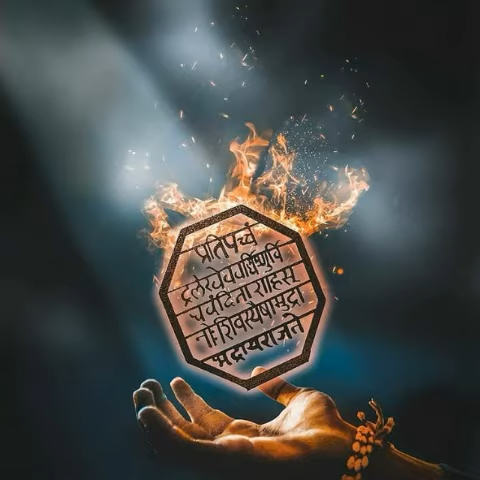 प्रतिपच्चं
द्रलेखेववर्धिष्णुर्वि
श्ववंदिता शाहसू
नोः शिवस्यैषामुद्रा
भद्रायराजते